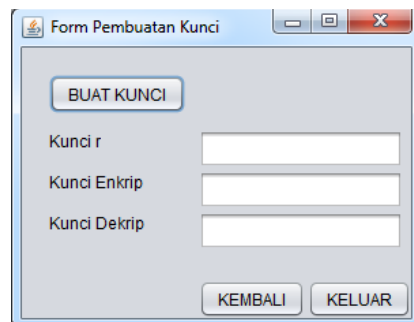 Form Pembuatan Kunci
BUAT KUNCI
Kunci r
Kunci Enkrip
Kunci Dekrip
KEMBALI KELUAR